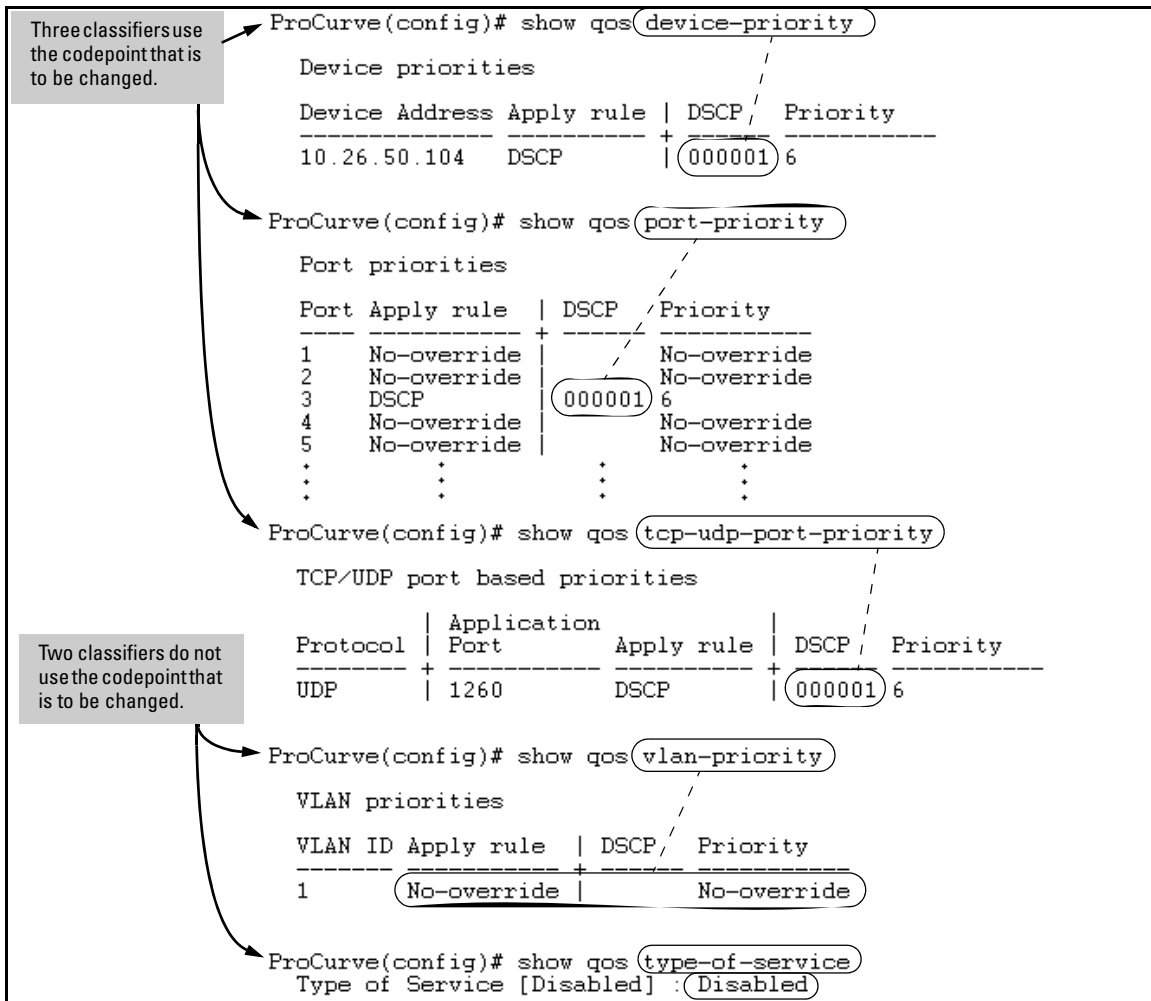 Three classifiers use
the codepoint that is
to be changed.
ProCurve(config)# show qos device-priority
Device priorities
Device Address Apply rule | DSCP Priority
-------------- ---------- + ------ -----------
10.26.50.104 DSCP | 000001 6
ProCurve(config)# show qos port-priority
Port priorities
Port Apply rule | DSCP Priority
---- ----------- + ------ -----------
1 No-override | No-override
2 No-override | No-override
3 DSCP | 000001 6
4 No-override | No-override
5 No-override | No-override
ProCurve(config)# show qos tcp-udp-port-priority
TCP/UDP port based priorities
| Application |
Protocol | Port Apply rule | DSCP Priority
-------- + ------------ ---------- + ------ -----------
UDP | 1260 DSCP | 000001 6
Two classifiers do not
use the codepoint that
is to be changed.
ProCurve(config)# show qos vlan-priority
VLAN priorities
VLAN ID Apply rule | DSCP Priority
------- ----------- + ------ -----------
1 No-override | No-override
ProCurve(config)# show qos type-of-service
Type of Service [Disabled] : Disabled